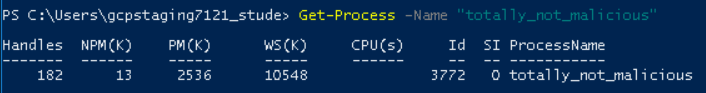 PS C:\Users\gcpstaging7121_stude> Get-Process -Name "totally_not_malicious"
Handles  NPM(K)    PM(K)      WS(K)     CPU(s)     Id  SI ProcessName
-------  ------    -----      -----     ------     --  -- -----------
    182      13     2536      10548              3772   0 totally_not_malicious